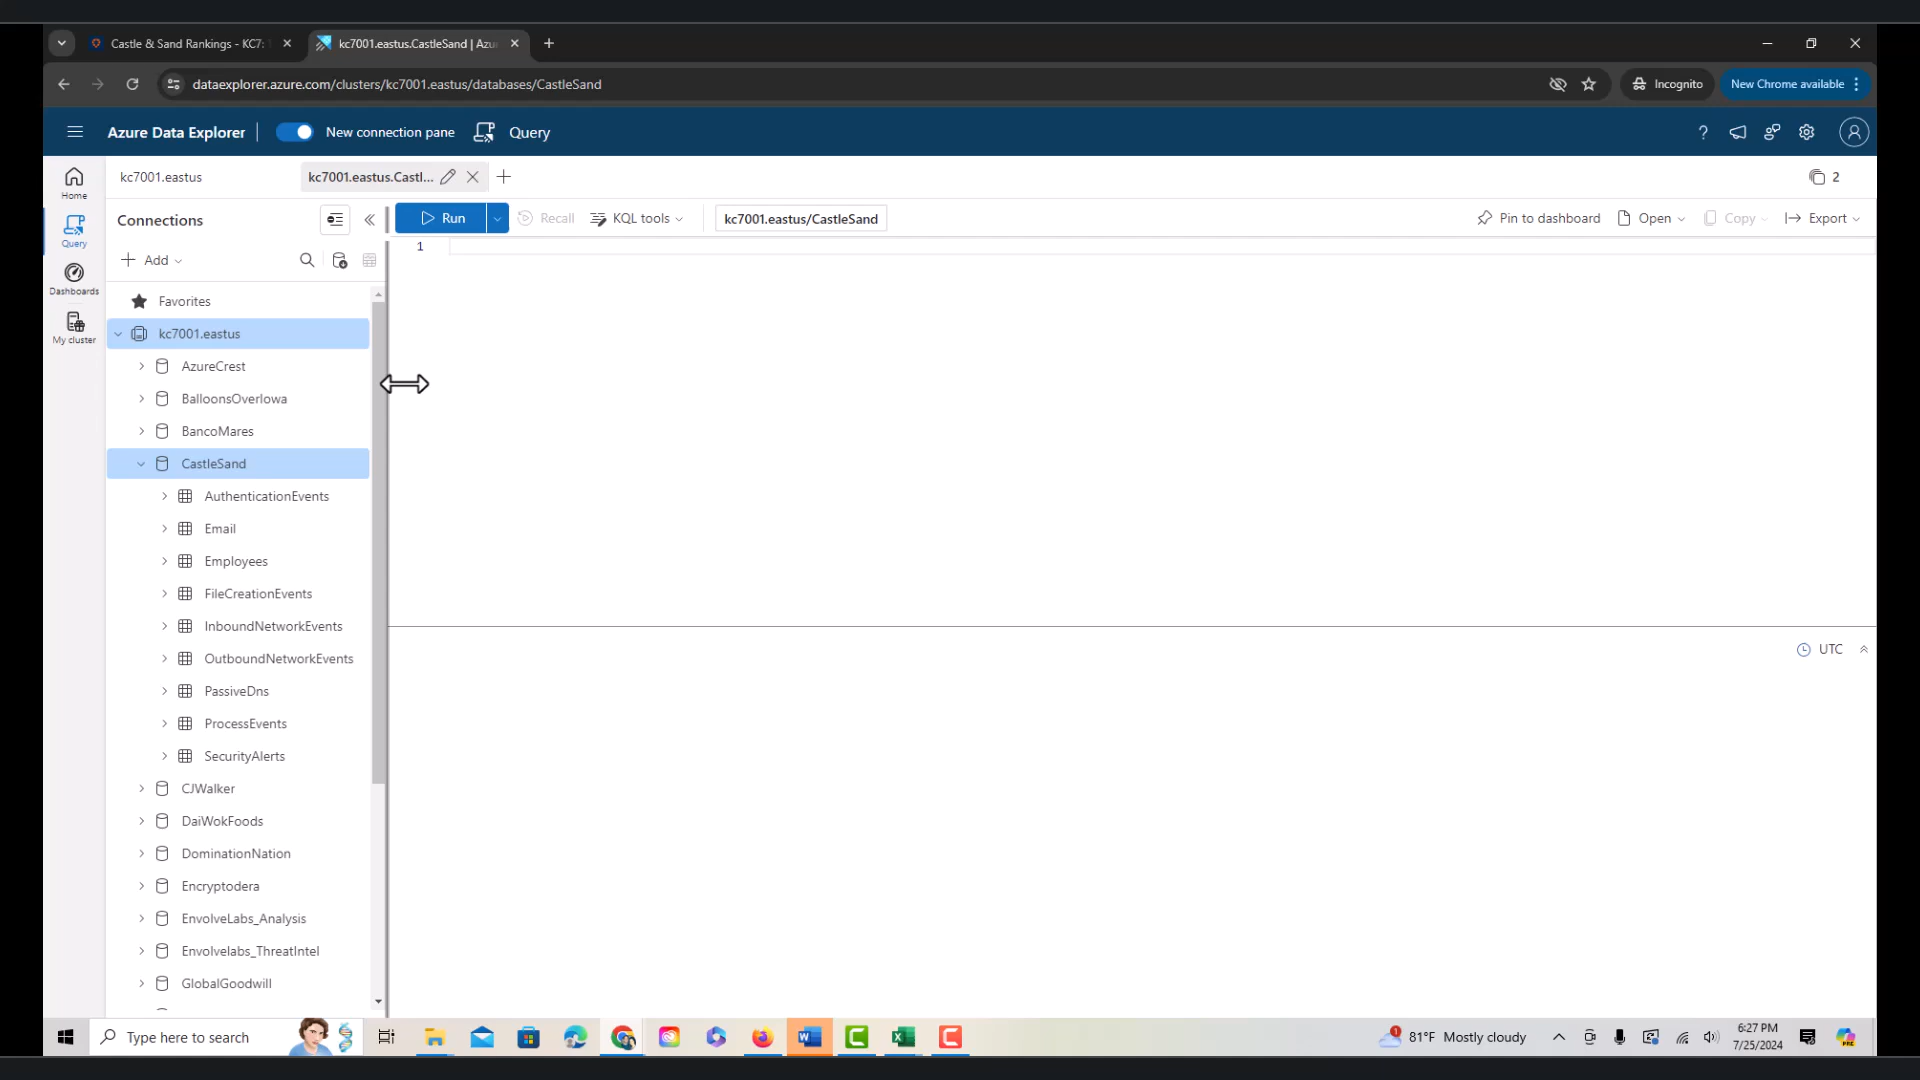 Castle & Sand Rankings - KC7:
kc7001.eastus.CastleSand | Azu
dataexplorer.azure.com/clusters/kc7001.eastus/databases/CastleSand
Incognito
New Chrome available
Azure Data Explorer
New connection pane
Query
Home
Query
Dashboards
My cluster
kc7001.eastus
kc7001.eastus.Castl...
2
Connections
Run
Recall
KQL tools
kc7001.eastus/CastleSand
Pin to dashboard
Open
Copy
Export
Add
1
Favorites
kc7001.eastus
AzureCrest
BalloonsOverIowa
BancoMares
CastleSand
AuthenticationEvents
Email
Employees
FileCreationEvents
InboundNetworkEvents
OutboundNetworkEvents
PassiveDns
ProcessEvents
SecurityAlerts
CJWalker
DaiWokFoods
DominationNation
Encryptodera
EnvolveLabs_Analysis
Envolvelabs_ThreatIntel
GlobalGoodwill
UTC
Type here to search
81°F Mostly cloudy
6:27 PM
7/25/2024